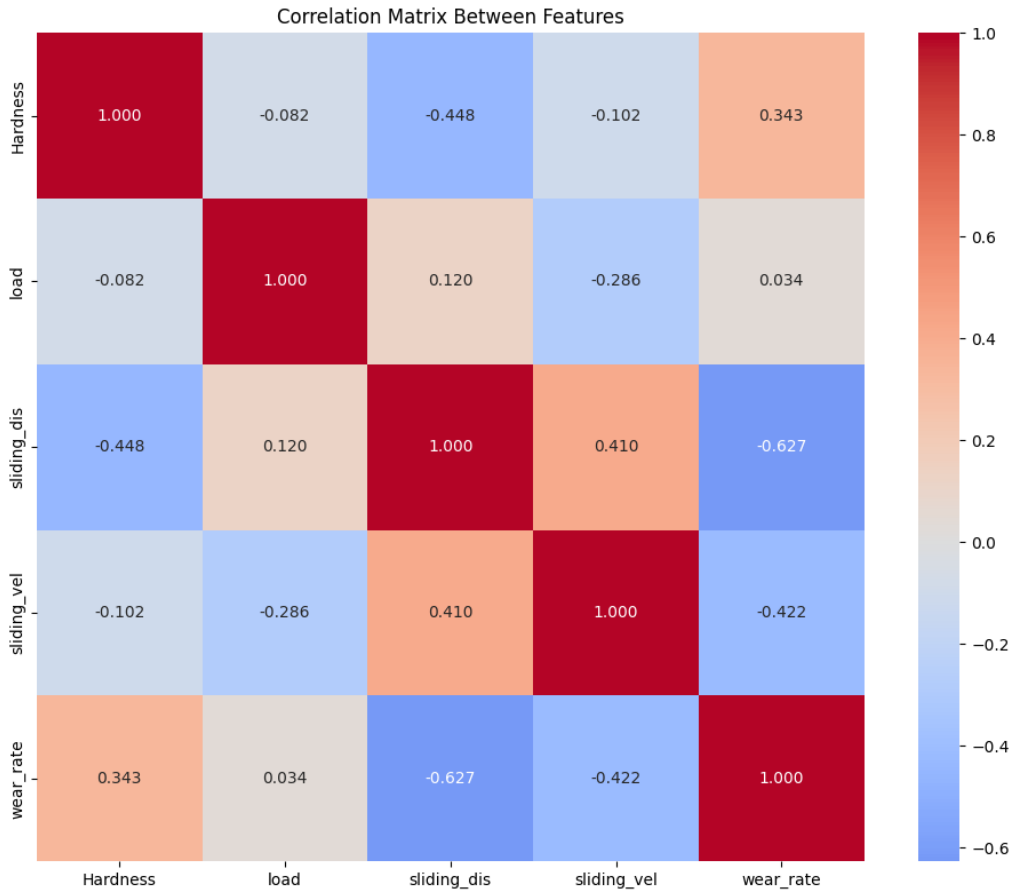 Correlation Matrix Between Features
Hardness 1.000 -0.082 -0.448 -0.102 0.343
load -0.082 1.000 0.120 -0.286 0.034
sliding_dis -0.448 0.120 1.000 0.410 -0.627
sliding_vel -0.102 -0.286 0.410 1.000 -0.422
wear_rate 0.343 0.034 -0.627 -0.422 1.000
Hardness load sliding_dis sliding_vel wear_rate
1.0
0.8
0.6
0.4
0.2
0.0
−0.2
−0.4
−0.6